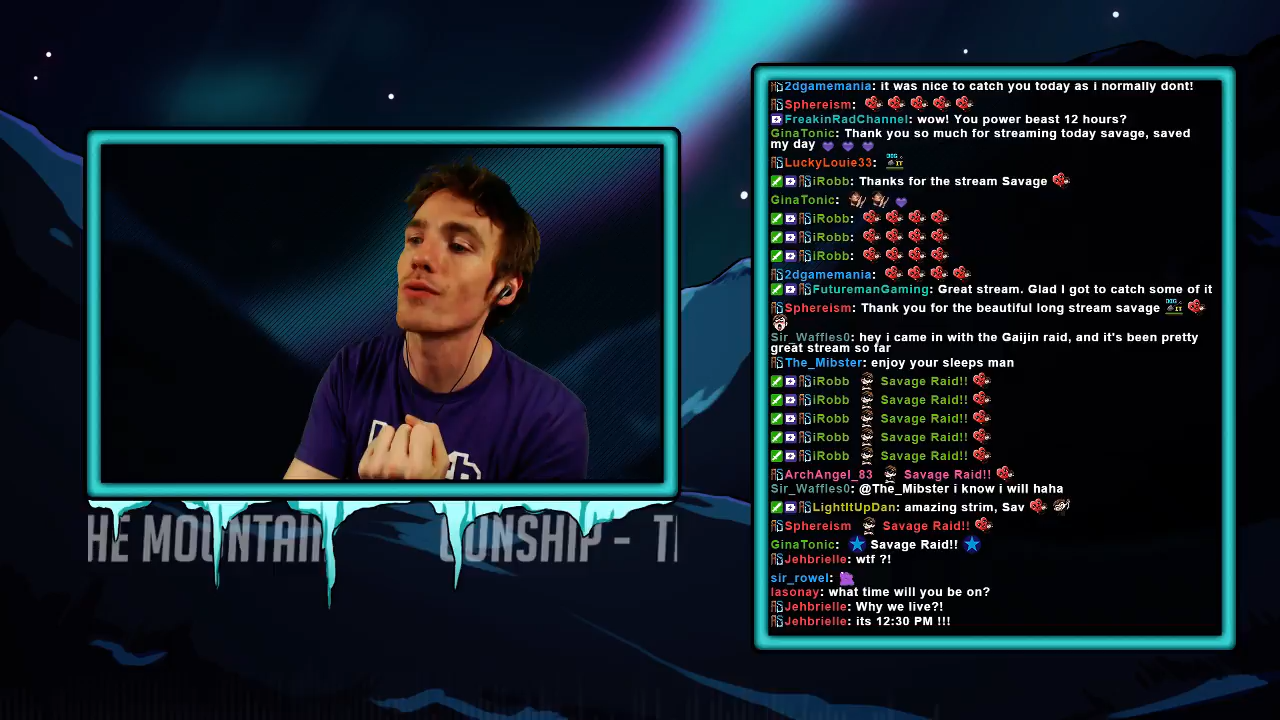 2dgamemania: it was nice to catch you today as i normally dont!
Sphereism:
FreakinRadChannel: wow! You power beast 12 hours?
GinaTonic: Thank you so much for streaming today savage, saved
my day
LuckyLouie33:
iRobb: Thanks for the stream Savage
GinaTonic:
iRobb:
iRobb:
iRobb:
2dgamemania:
FuturemanGaming: Great stream. Glad I got to catch some of it
Sphereism: Thank you for the beautiful long stream savage
Sir_Waffles0: hey i came in with the Gaijin raid, and it's been pretty
great stream so far
The_Mibster: enjoy your sleeps man
iRobb Savage Raid!!
iRobb Savage Raid!!
iRobb Savage Raid!!
iRobb Savage Raid!!
iRobb Savage Raid!!
ArchAngel_83 Savage Raid!!
Sir_Waffles0: @The_Mibster i know i will haha
LightItUpDan: amazing strim, Sav
Sphereism Savage Raid!!
GinaTonic: Savage Raid!!
Jehbrielle: wtf ?!
sir_rowel:
lasonay: what time will you be on?
Jehbrielle: Why we live?!
Jehbrielle: its 12:30 PM !!!
HE MOUNTAIN GUNSHIP - T